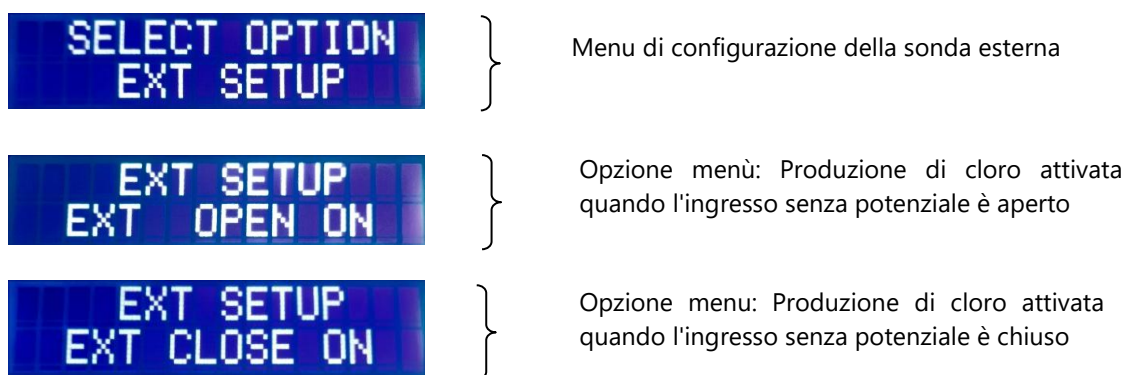 SELECT OPTION
EXT SETUP
Menu di configurazione della sonda esterna
EXT SETUP
EXT OPEN ON
Opzione menù: Produzione di cloro attivata
quando l'ingresso senza potenziale è aperto
EXT SETUP
EXT CLOSE ON
Opzione menu: Produzione di cloro attivata
quando l'ingresso senza potenziale è chiuso